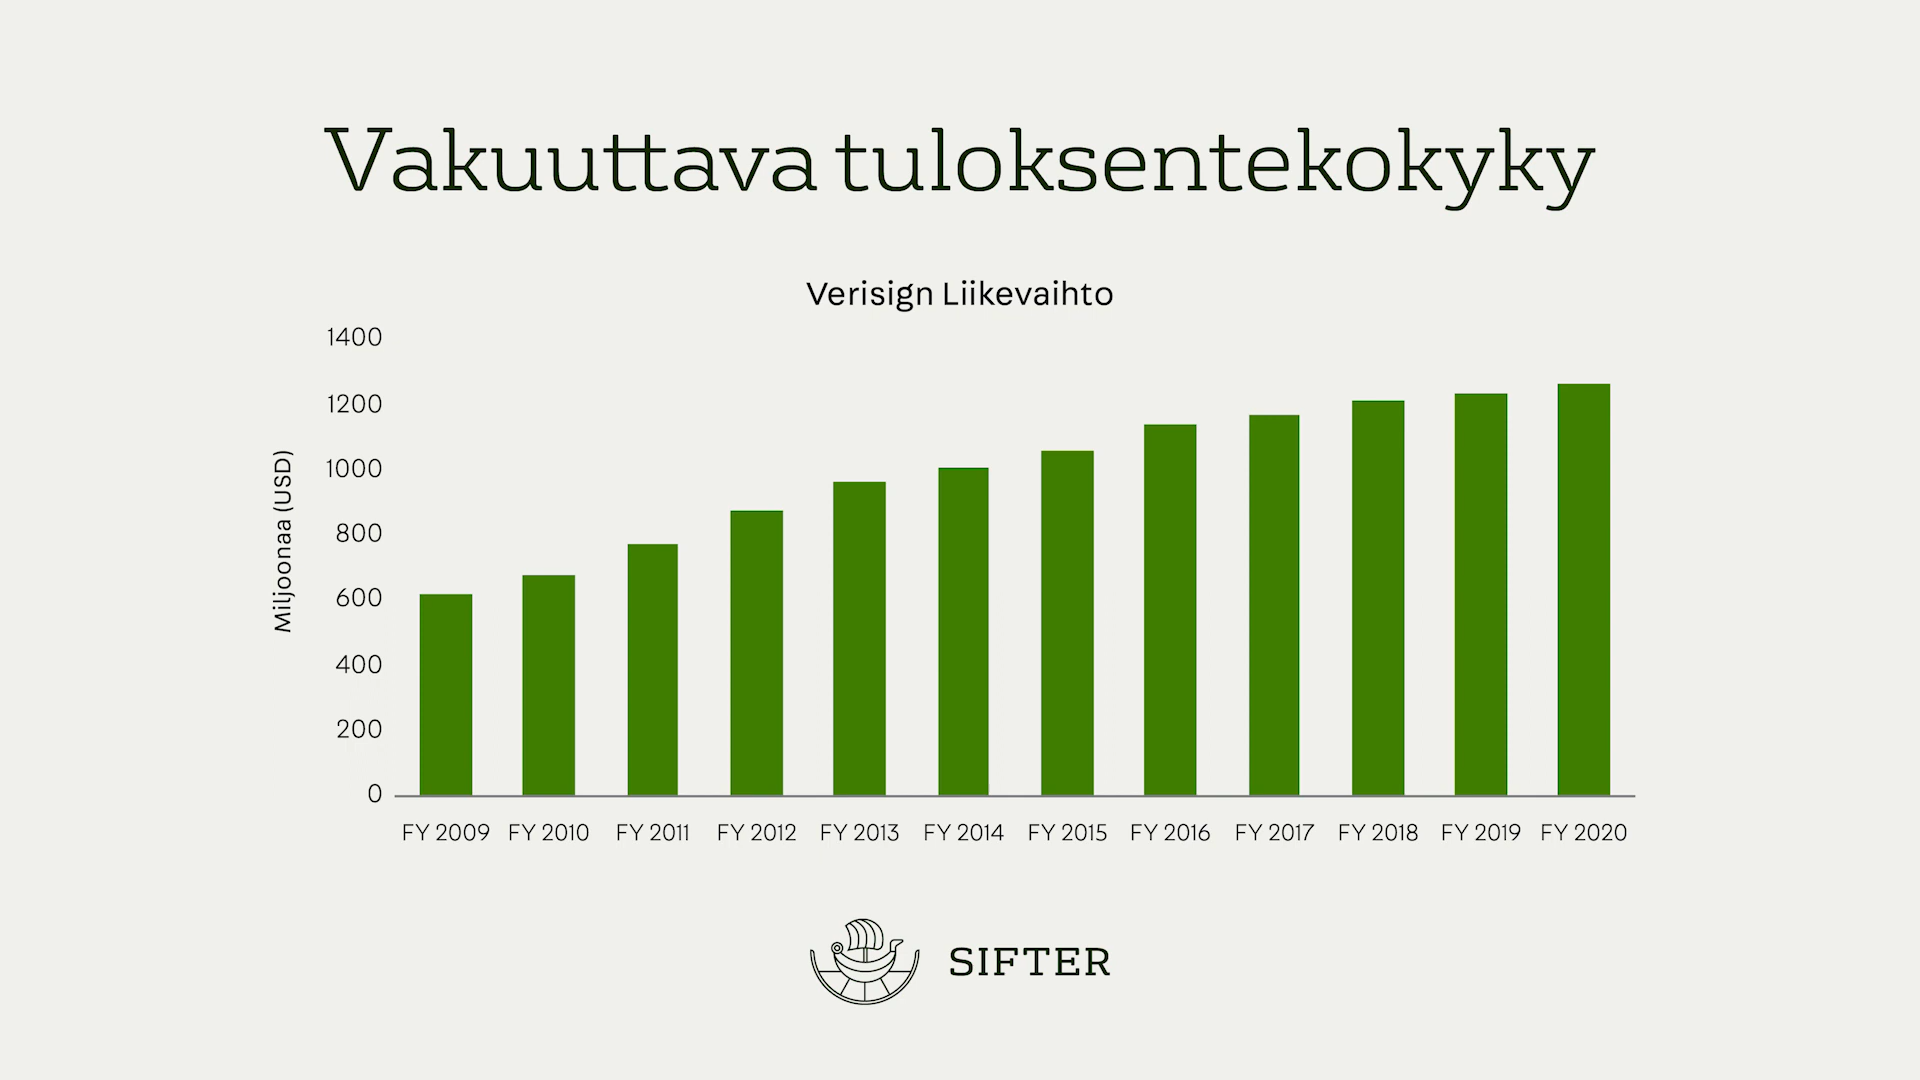 Vakuuttava tuloksentekokyky
Verisign Liikevaihto
Miljoonaa (USD)
1400
1200
1000
800
600
400
200
0
FY 2009 FY 2010 FY 2011 FY 2012 FY 2013 FY 2014 FY 2015 FY 2016 FY 2017 FY 2018 FY 2019 FY 2020
SIFTER